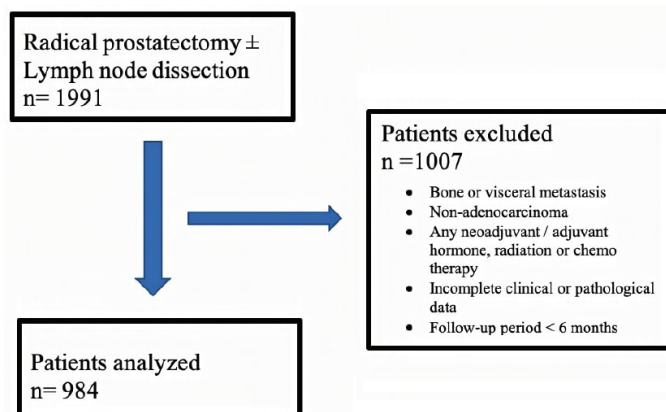 Radical prostatectomy ±
Lymph node dissection
n= 1991
Patients excluded
n =1007
• Bone or visceral metastasis
• Non-adenocarcinoma
• Any neoadjuvant / adjuvant
hormone, radiation or chemo
therapy
• Incomplete clinical or pathological
data
• Follow-up period < 6 months
Patients analyzed
n= 984